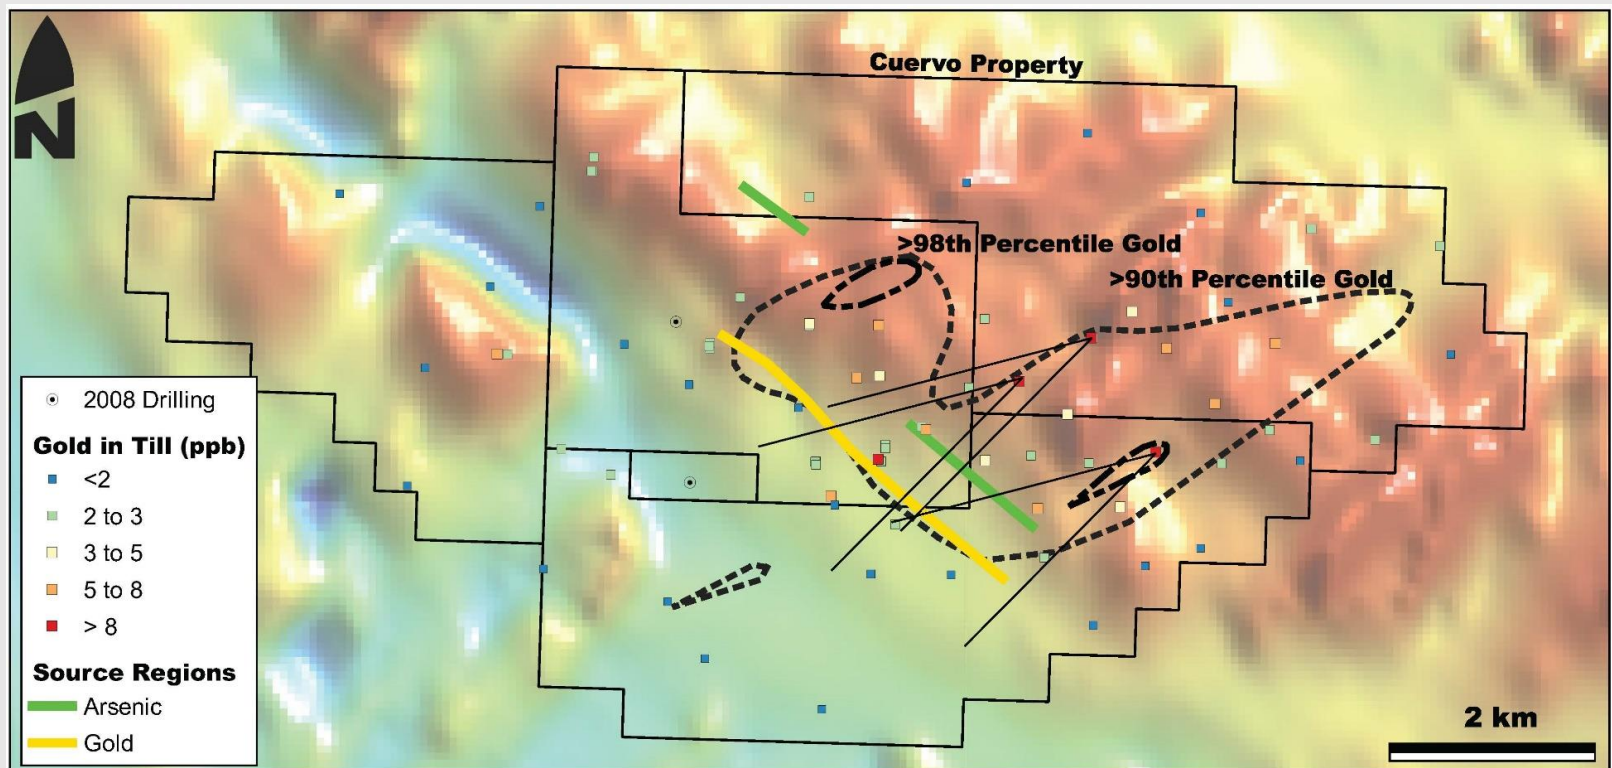 Cuervo Property
N
>98th Percentile Gold
>90th Percentile Gold
2008 Drilling
Gold in Till (ppb)
<2
2 to 3
3 to 5
5 to 8
> 8
Source Regions
Arsenic
Gold
2 km